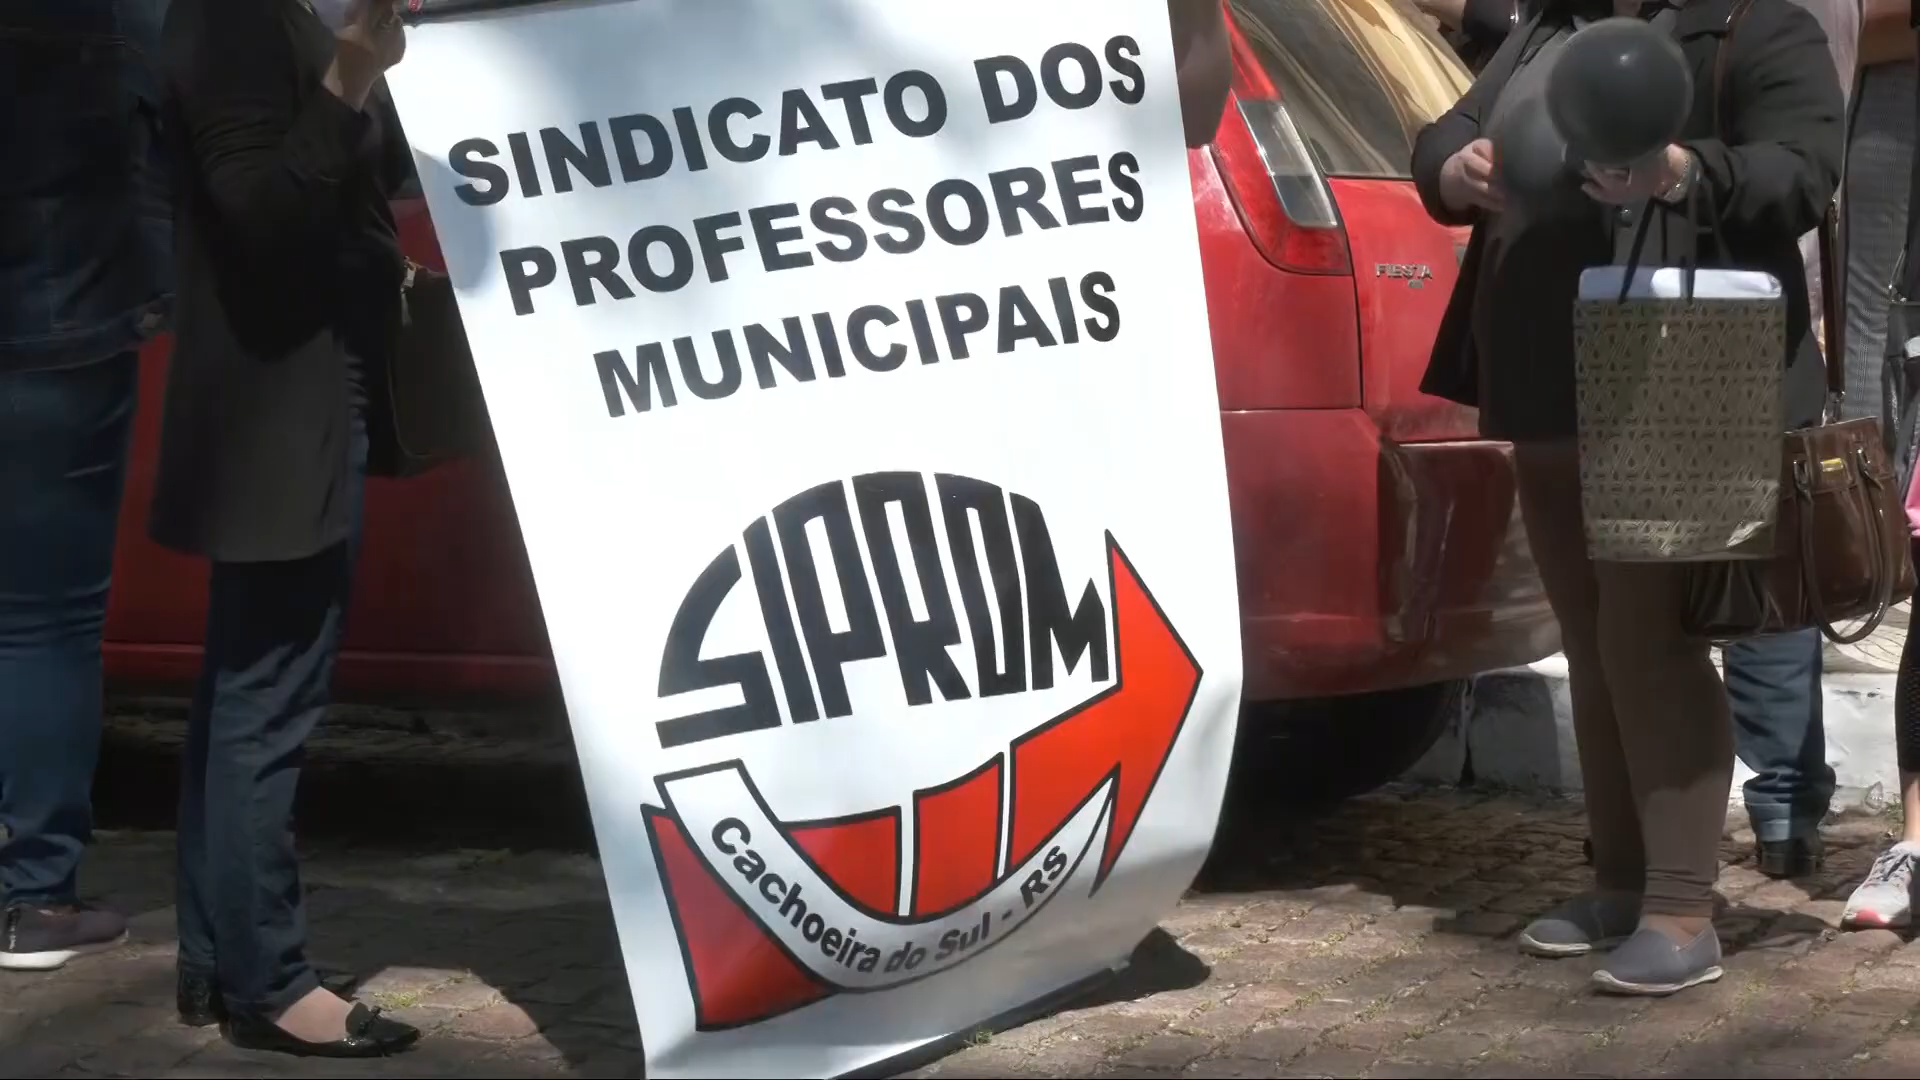 SINDICATO DOS
PROFESSORES
MUNICIPAIS
SIPROM
Cachoeira do Sul - RS
FIESTA